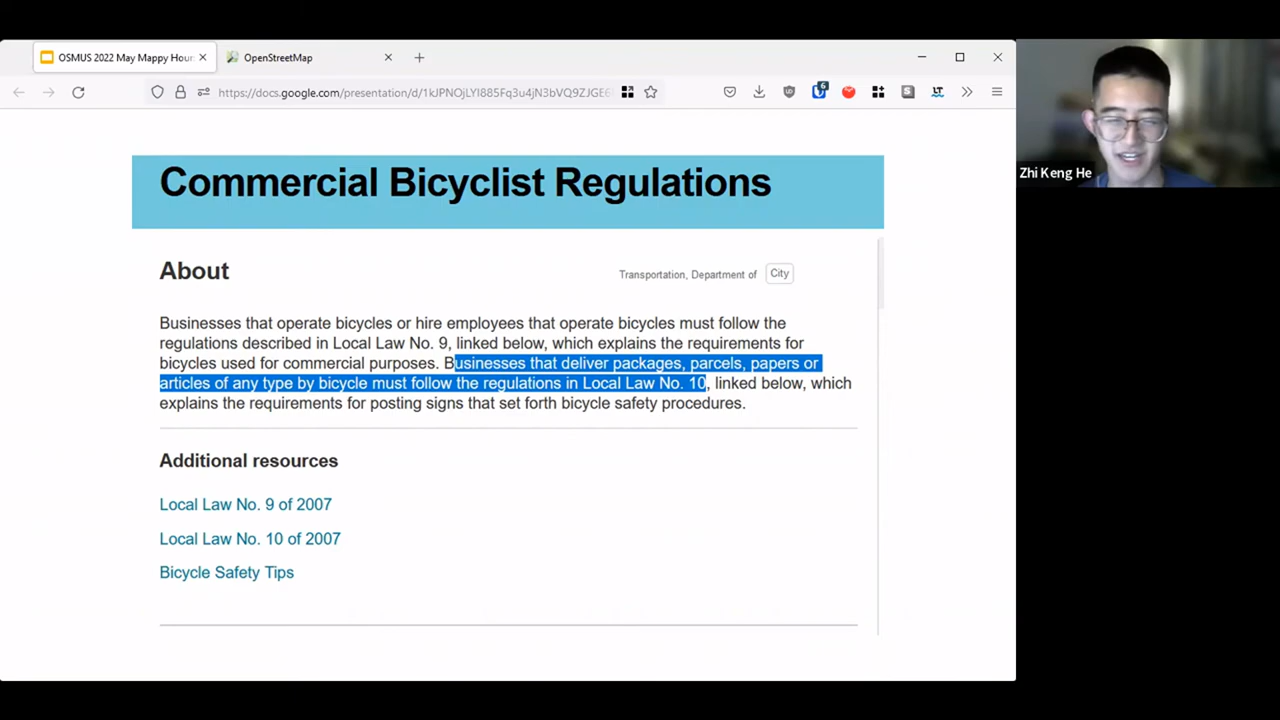 OSMUS 2022 May Mappy Hour
OpenStreetMap
https://docs.google.com/presentation/d/
6
S
LT
Zhi Keng He
Commercial Bicyclist Regulations
About
Transportation, Department of City
Businesses that operate bicycles or hire employees that operate bicycles must follow the
regulations described in Local Law No. 9, linked below, which explains the requirements for
bicycles used for commercial purposes. Businesses that deliver packages, parcels, papers or
articles of any type by bicycle must follow the regulations in Local Law No. 10, linked below, which
explains the requirements for posting signs that set forth bicycle safety procedures.
Additional resources
Local Law No. 9 of 2007
Local Law No. 10 of 2007
Bicycle Safety Tips